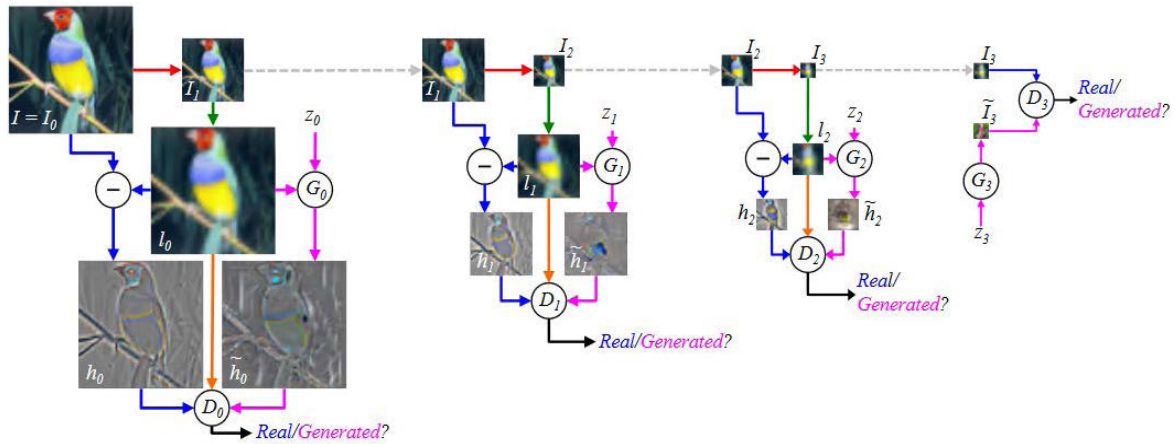 I = I₀
I₁
z₀
−
G₀
l₀
h₀
h̃₀
D₀
Real/Generated?
I₁
I₂
z₁
−
G₁
l₁
h₁
h̃₁
D₁
Real/Generated?
I₂
I₃
z₂
l₂
−
G₂
h₂
h̃₂
D₂
Real/
Generated?
I₃
D₃
Real/
Generated?
Ĩ₃
G₃
z₃